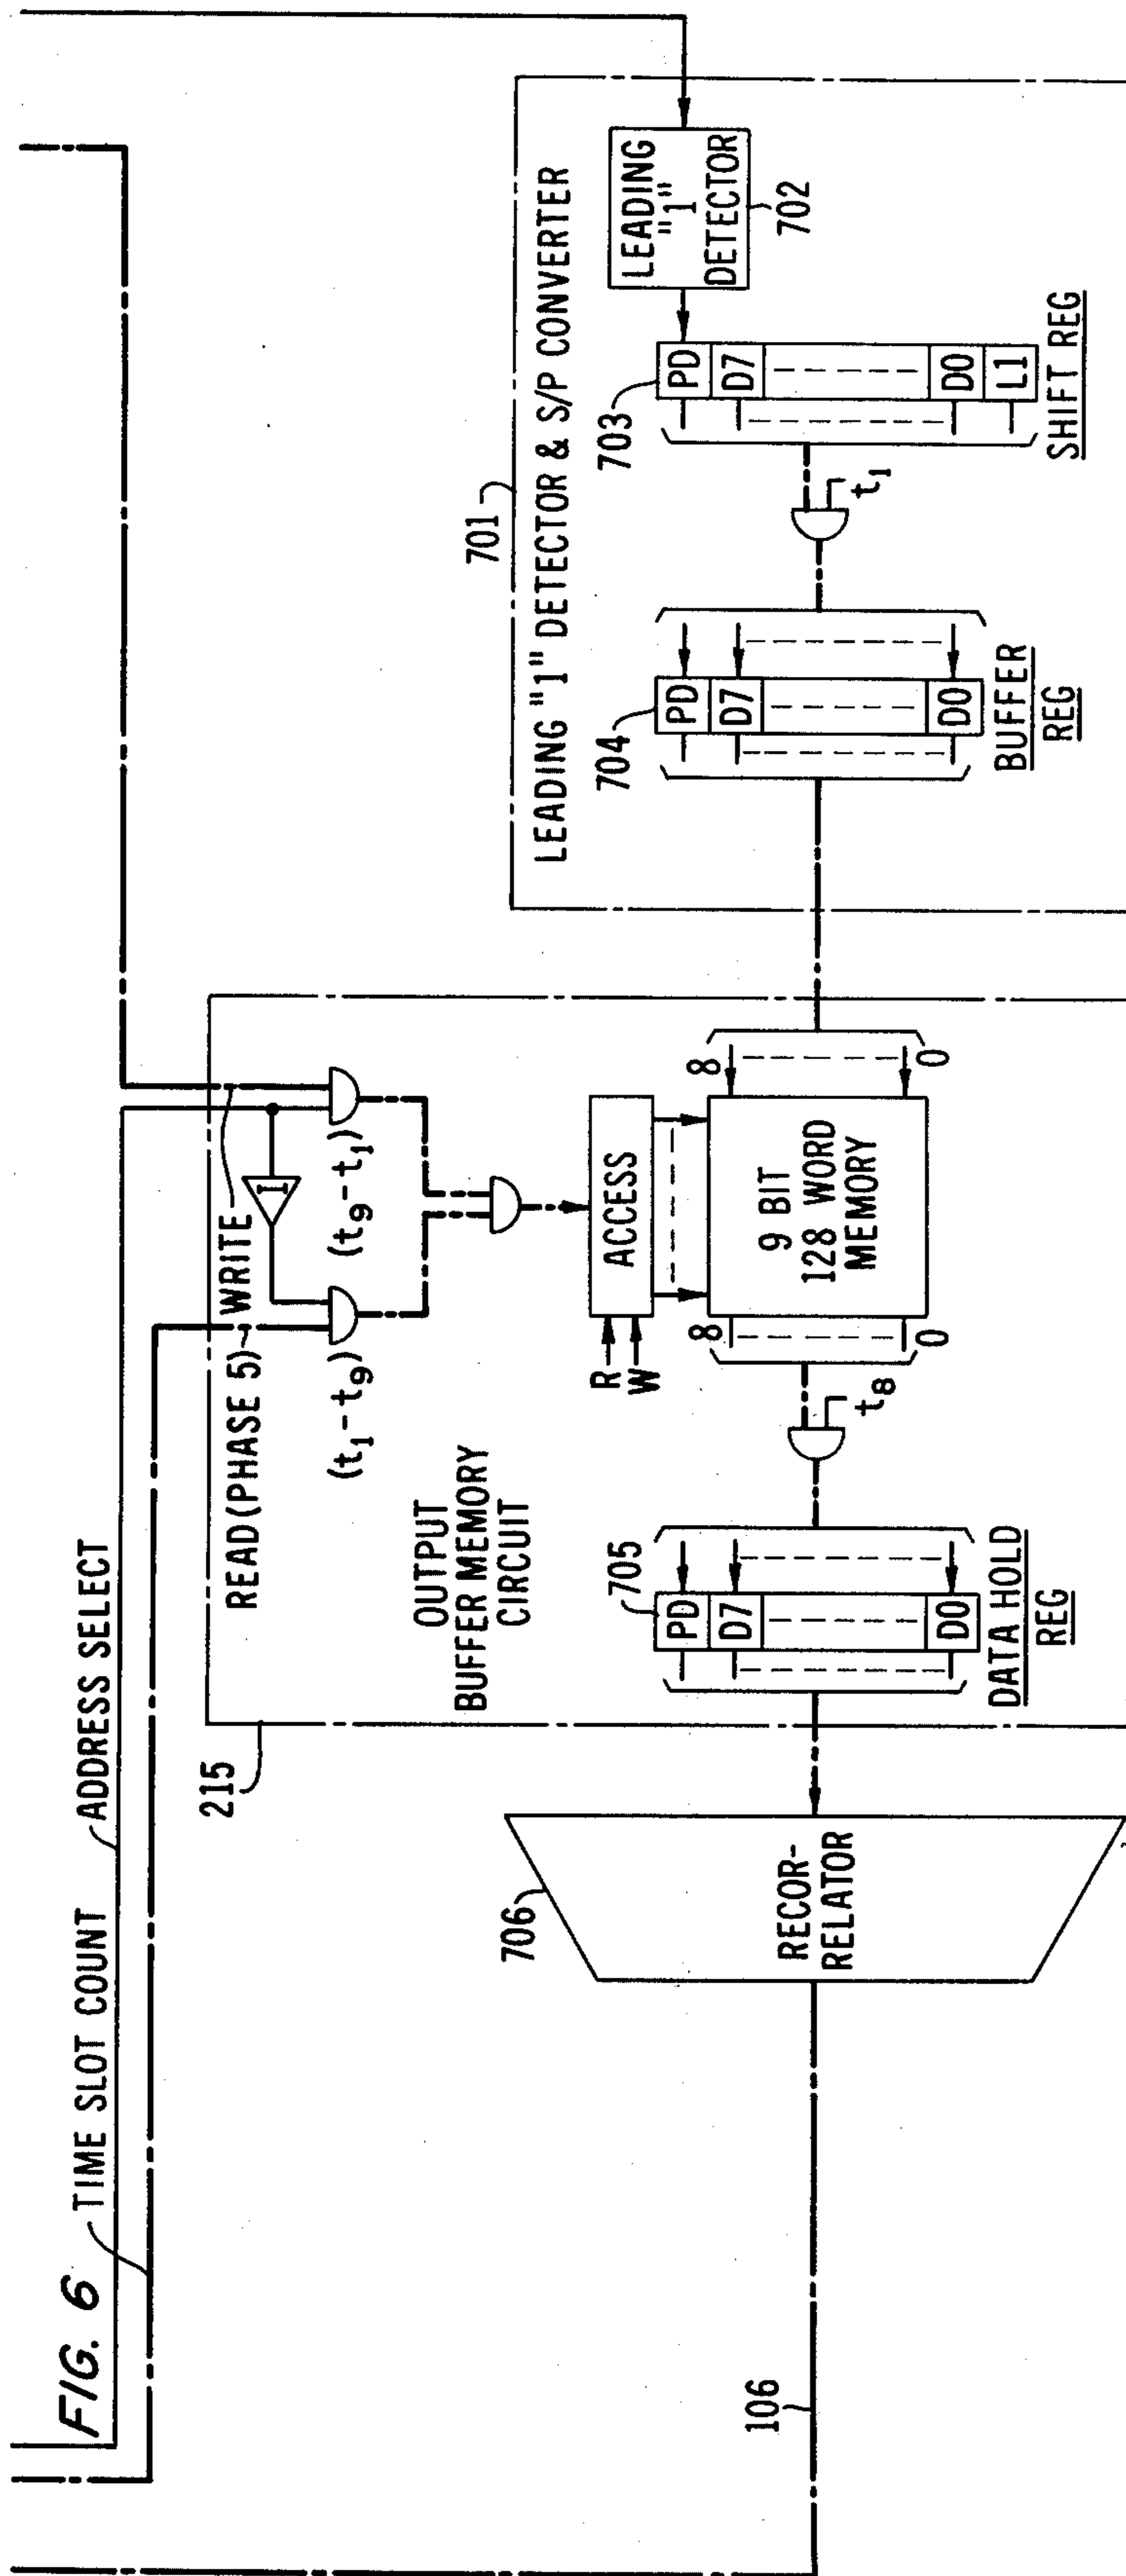 FIG. 6
TIME SLOT COUNT
ADDRESS SELECT
READ (PHASE 5)
WRITE
(t1-t9)
(t9-t1)
I
215
OUTPUT
BUFFER MEMORY
CIRCUIT
R
W
ACCESS
8
0
9 BIT
128 WORD
MEMORY
8
0
t8
705
PD
D7
D0
DATA HOLD
REG
706
RECOR-
RELATOR
106
701
LEADING "1" DETECTOR & S/P CONVERTER
704
PD
D7
D0
BUFFER
REG
t1
703
PD
D7
D0
L1
SHIFT REG
LEADING
"1"
DETECTOR
702